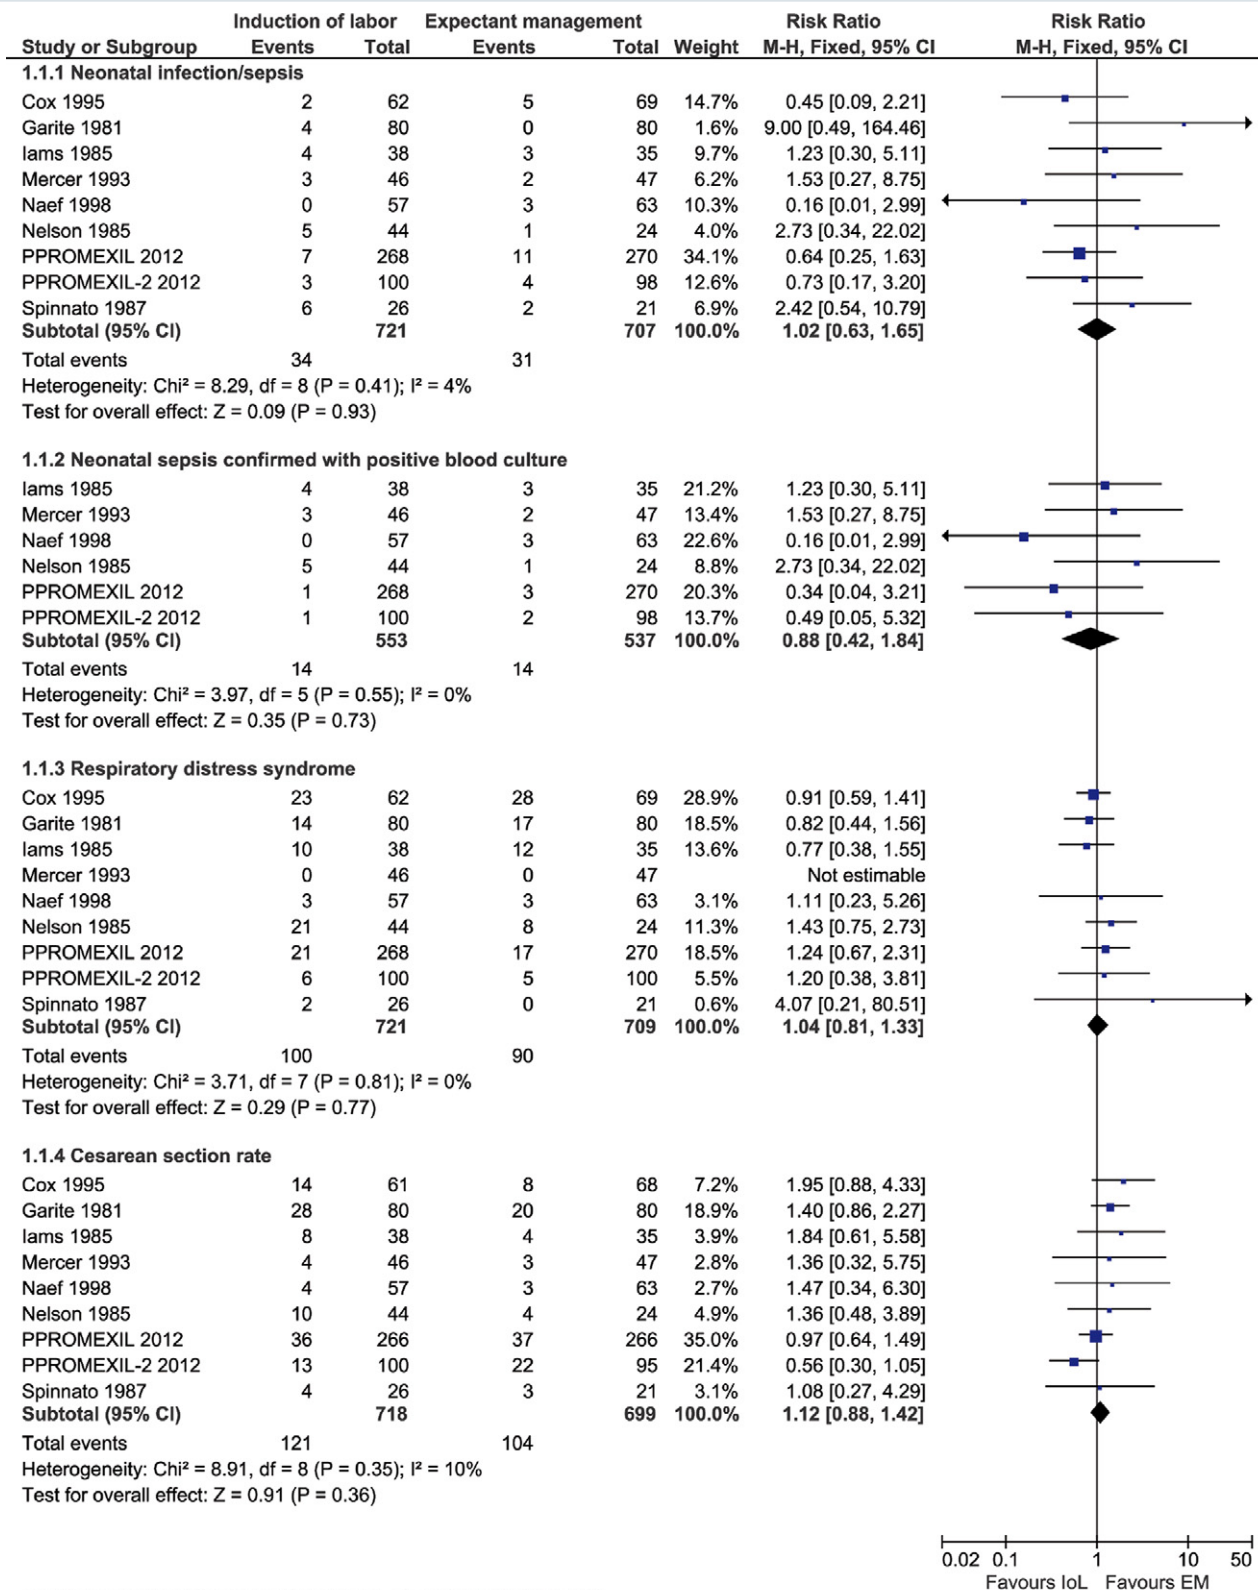 Induction of labor Expectant management Risk Ratio Risk Ratio
Study or Subgroup Events Total Events Total Weight M-H, Fixed, 95% CI M-H, Fixed, 95% CI
1.1.1 Neonatal infection/sepsis
Cox 1995 2 62 5 69 14.7% 0.45 [0.09, 2.21]
Garite 1981 4 80 0 80 1.6% 9.00 [0.49, 164.46]
Iams 1985 4 38 3 35 9.7% 1.23 [0.30, 5.11]
Mercer 1993 3 46 2 47 6.2% 1.53 [0.27, 8.75]
Naef 1998 0 57 3 63 10.3% 0.16 [0.01, 2.99]
Nelson 1985 5 44 1 24 4.0% 2.73 [0.34, 22.02]
PPROMEXIL 2012 7 268 11 270 34.1% 0.64 [0.25, 1.63]
PPROMEXIL-2 2012 3 100 4 98 12.6% 0.73 [0.17, 3.20]
Spinnato 1987 6 26 2 21 6.9% 2.42 [0.54, 10.79]
Subtotal (95% CI) 721 707 100.0% 1.02 [0.63, 1.65]
Total events 34 31
Heterogeneity: Chi² = 8.29, df = 8 (P = 0.41); I² = 4%
Test for overall effect: Z = 0.09 (P = 0.93)
1.1.2 Neonatal sepsis confirmed with positive blood culture
Iams 1985 4 38 3 35 21.2% 1.23 [0.30, 5.11]
Mercer 1993 3 46 2 47 13.4% 1.53 [0.27, 8.75]
Naef 1998 0 57 3 63 22.6% 0.16 [0.01, 2.99]
Nelson 1985 5 44 1 24 8.8% 2.73 [0.34, 22.02]
PPROMEXIL 2012 1 268 3 270 20.3% 0.34 [0.04, 3.21]
PPROMEXIL-2 2012 1 100 2 98 13.7% 0.49 [0.05, 5.32]
Subtotal (95% CI) 553 537 100.0% 0.88 [0.42, 1.84]
Total events 14 14
Heterogeneity: Chi² = 3.97, df = 5 (P = 0.55); I² = 0%
Test for overall effect: Z = 0.35 (P = 0.73)
1.1.3 Respiratory distress syndrome
Cox 1995 23 62 28 69 28.9% 0.91 [0.59, 1.41]
Garite 1981 14 80 17 80 18.5% 0.82 [0.44, 1.56]
Iams 1985 10 38 12 35 13.6% 0.77 [0.38, 1.55]
Mercer 1993 0 46 0 47 Not estimable
Naef 1998 3 57 3 63 3.1% 1.11 [0.23, 5.26]
Nelson 1985 21 44 8 24 11.3% 1.43 [0.75, 2.73]
PPROMEXIL 2012 21 268 17 270 18.5% 1.24 [0.67, 2.31]
PPROMEXIL-2 2012 6 100 5 100 5.5% 1.20 [0.38, 3.81]
Spinnato 1987 2 26 0 21 0.6% 4.07 [0.21, 80.51]
Subtotal (95% CI) 721 709 100.0% 1.04 [0.81, 1.33]
Total events 100 90
Heterogeneity: Chi² = 3.71, df = 7 (P = 0.81); I² = 0%
Test for overall effect: Z = 0.29 (P = 0.77)
1.1.4 Cesarean section rate
Cox 1995 14 61 8 68 7.2% 1.95 [0.88, 4.33]
Garite 1981 28 80 20 80 18.9% 1.40 [0.86, 2.27]
Iams 1985 8 38 4 35 3.9% 1.84 [0.61, 5.58]
Mercer 1993 4 46 3 47 2.8% 1.36 [0.32, 5.75]
Naef 1998 4 57 3 63 2.7% 1.47 [0.34, 6.30]
Nelson 1985 10 44 4 24 4.9% 1.36 [0.48, 3.89]
PPROMEXIL 2012 36 266 37 266 35.0% 0.97 [0.64, 1.49]
PPROMEXIL-2 2012 13 100 22 95 21.4% 0.56 [0.30, 1.05]
Spinnato 1987 4 26 3 21 3.1% 1.08 [0.27, 4.29]
Subtotal (95% CI) 718 699 100.0% 1.12 [0.88, 1.42]
Total events 121 104
Heterogeneity: Chi² = 8.91, df = 8 (P = 0.35); I² = 10%
Test for overall effect: Z = 0.91 (P = 0.36)
0.02 0.1 1 10 50
Favours IoL Favours EM